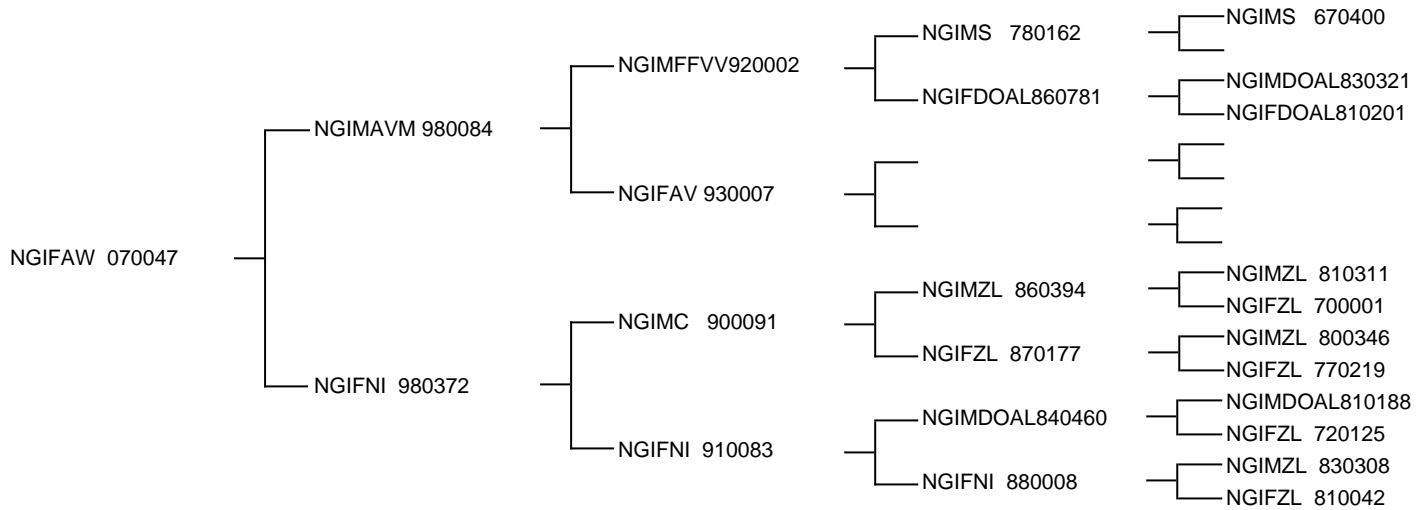 NGIMS 670400
NGIMS 780162
NGIMFFVV920002
NGIMDOAL830321
NGIFDOAL860781
NGIFDOAL810201
NGIMAVM 980084
NGIFAV 930007
NGIFAW 070047
NGIMZL 810311
NGIMZL 860394
NGIFZL 700001
NGIMC 900091
NGIMZL 800346
NGIFZL 870177
NGIFZL 770219
NGIFNI 980372
NGIMDOAL810188
NGIMDOAL840460
NGIFZL 720125
NGIFNI 910083
NGIMZL 830308
NGIFNI 880008
NGIFZL 810042